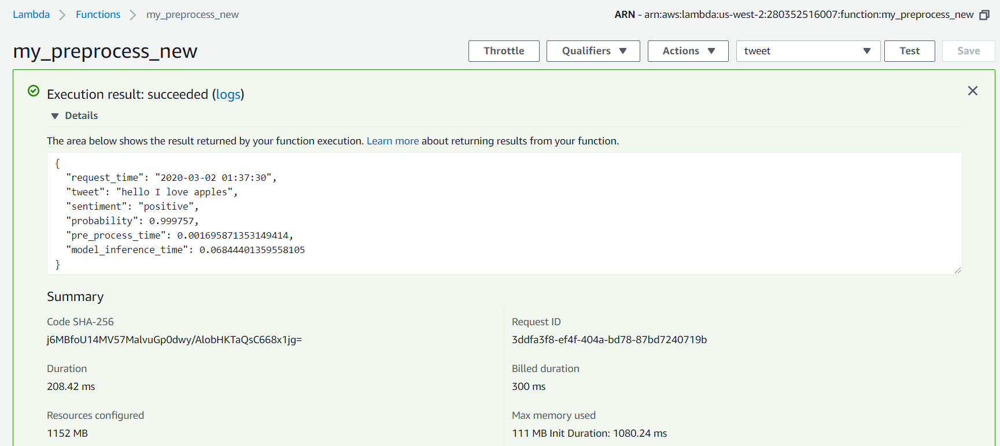 Lambda Functions my_preprocess_new ARN - arn:aws:lambda:us-west-2:280352516007:function:my_preprocess_new
my_preprocess_new Throttle Qualifiers Actions tweet Test Save
Execution result: succeeded (logs)
Details
The area below shows the result returned by your function execution. Learn more about returning results from your function.
{
  "request_time": "2020-03-02 01:37:30",
  "tweet": "hello I love apples",
  "sentiment": "positive",
  "probability": 0.999757,
  "pre_process_time": 0.001695871353149414,
  "model_inference_time": 0.06844401359558105
}
Summary
Code SHA-256 Request ID
j6MBfoU14MV57MalvuGp0dwy/AlobHKTaQsC668x1jg= 3ddfa3f8-ef4f-404a-bd78-87bd7240719b
Duration Billed duration
208.42 ms 300 ms
Resources configured Max memory used
1152 MB 111 MB Init Duration: 1080.24 ms